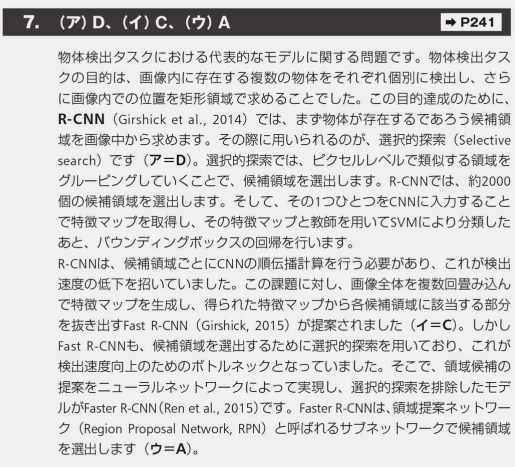 7. (ア) D、(イ) C、(ウ) A
➡ P241
物体検出タスクにおける代表的なモデルに関する問題です。物体検出タス
クの目的は、画像内に存在する複数の物体をそれぞれ個別に検出し、さら
に画像内での位置を矩形領域で求めることでした。この目的達成のために、
R-CNN（Girshick et al., 2014）では、まず物体が存在するであろう候補領
域を画像中から求めます。その際に用いられるのが、選択的探索（Selective
search）です（ア=D）。選択的探索では、ピクセルレベルで類似する領域を
グルーピングしていくことで、候補領域を選出します。R-CNNでは、約2000
個の候補領域を選出します。そして、その1つひとつをCNNに入力すること
で特徴マップを取得し、その特徴マップと教師を用いてSVMにより分類した
あと、バウンディングボックスの回帰を行います。
R-CNNは、候補領域ごとにCNNの順伝播計算を行う必要があり、これが検出
速度の低下を招いていました。この課題に対し、画像全体を複数回畳み込ん
で特徴マップを生成し、得られた特徴マップから各候補領域に該当する部分
を抜き出すFast R-CNN（Girshick, 2015）が提案されました（イ=C）。しかし
Fast R-CNNも、候補領域を選出するために選択的探索を用いており、これが
検出速度向上のためのボトルネックとなっていました。そこで、領域候補の
提案をニューラルネットワークによって実現し、選択的探索を排除したモデ
ルがFaster R-CNN（Ren et al., 2015）です。Faster R-CNNは、領域提案ネットワー
ク（Region Proposal Network, RPN）と呼ばれるサブネットワークで候補領域
を選出します（ウ=A）。